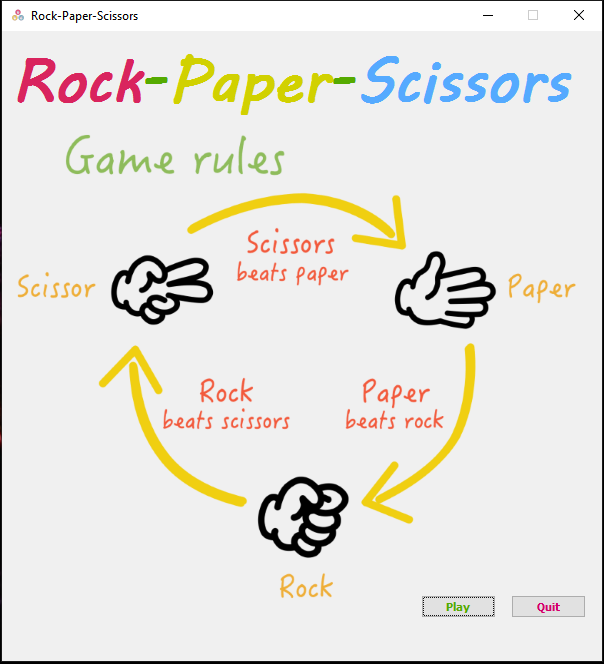 Rock-Paper-Scissors
Rock-Paper-Scissors
Game rules
Scissors
beats paper
Scissor
Paper
Rock
beats scissors
Paper
beats rock
Rock
Play
Quit